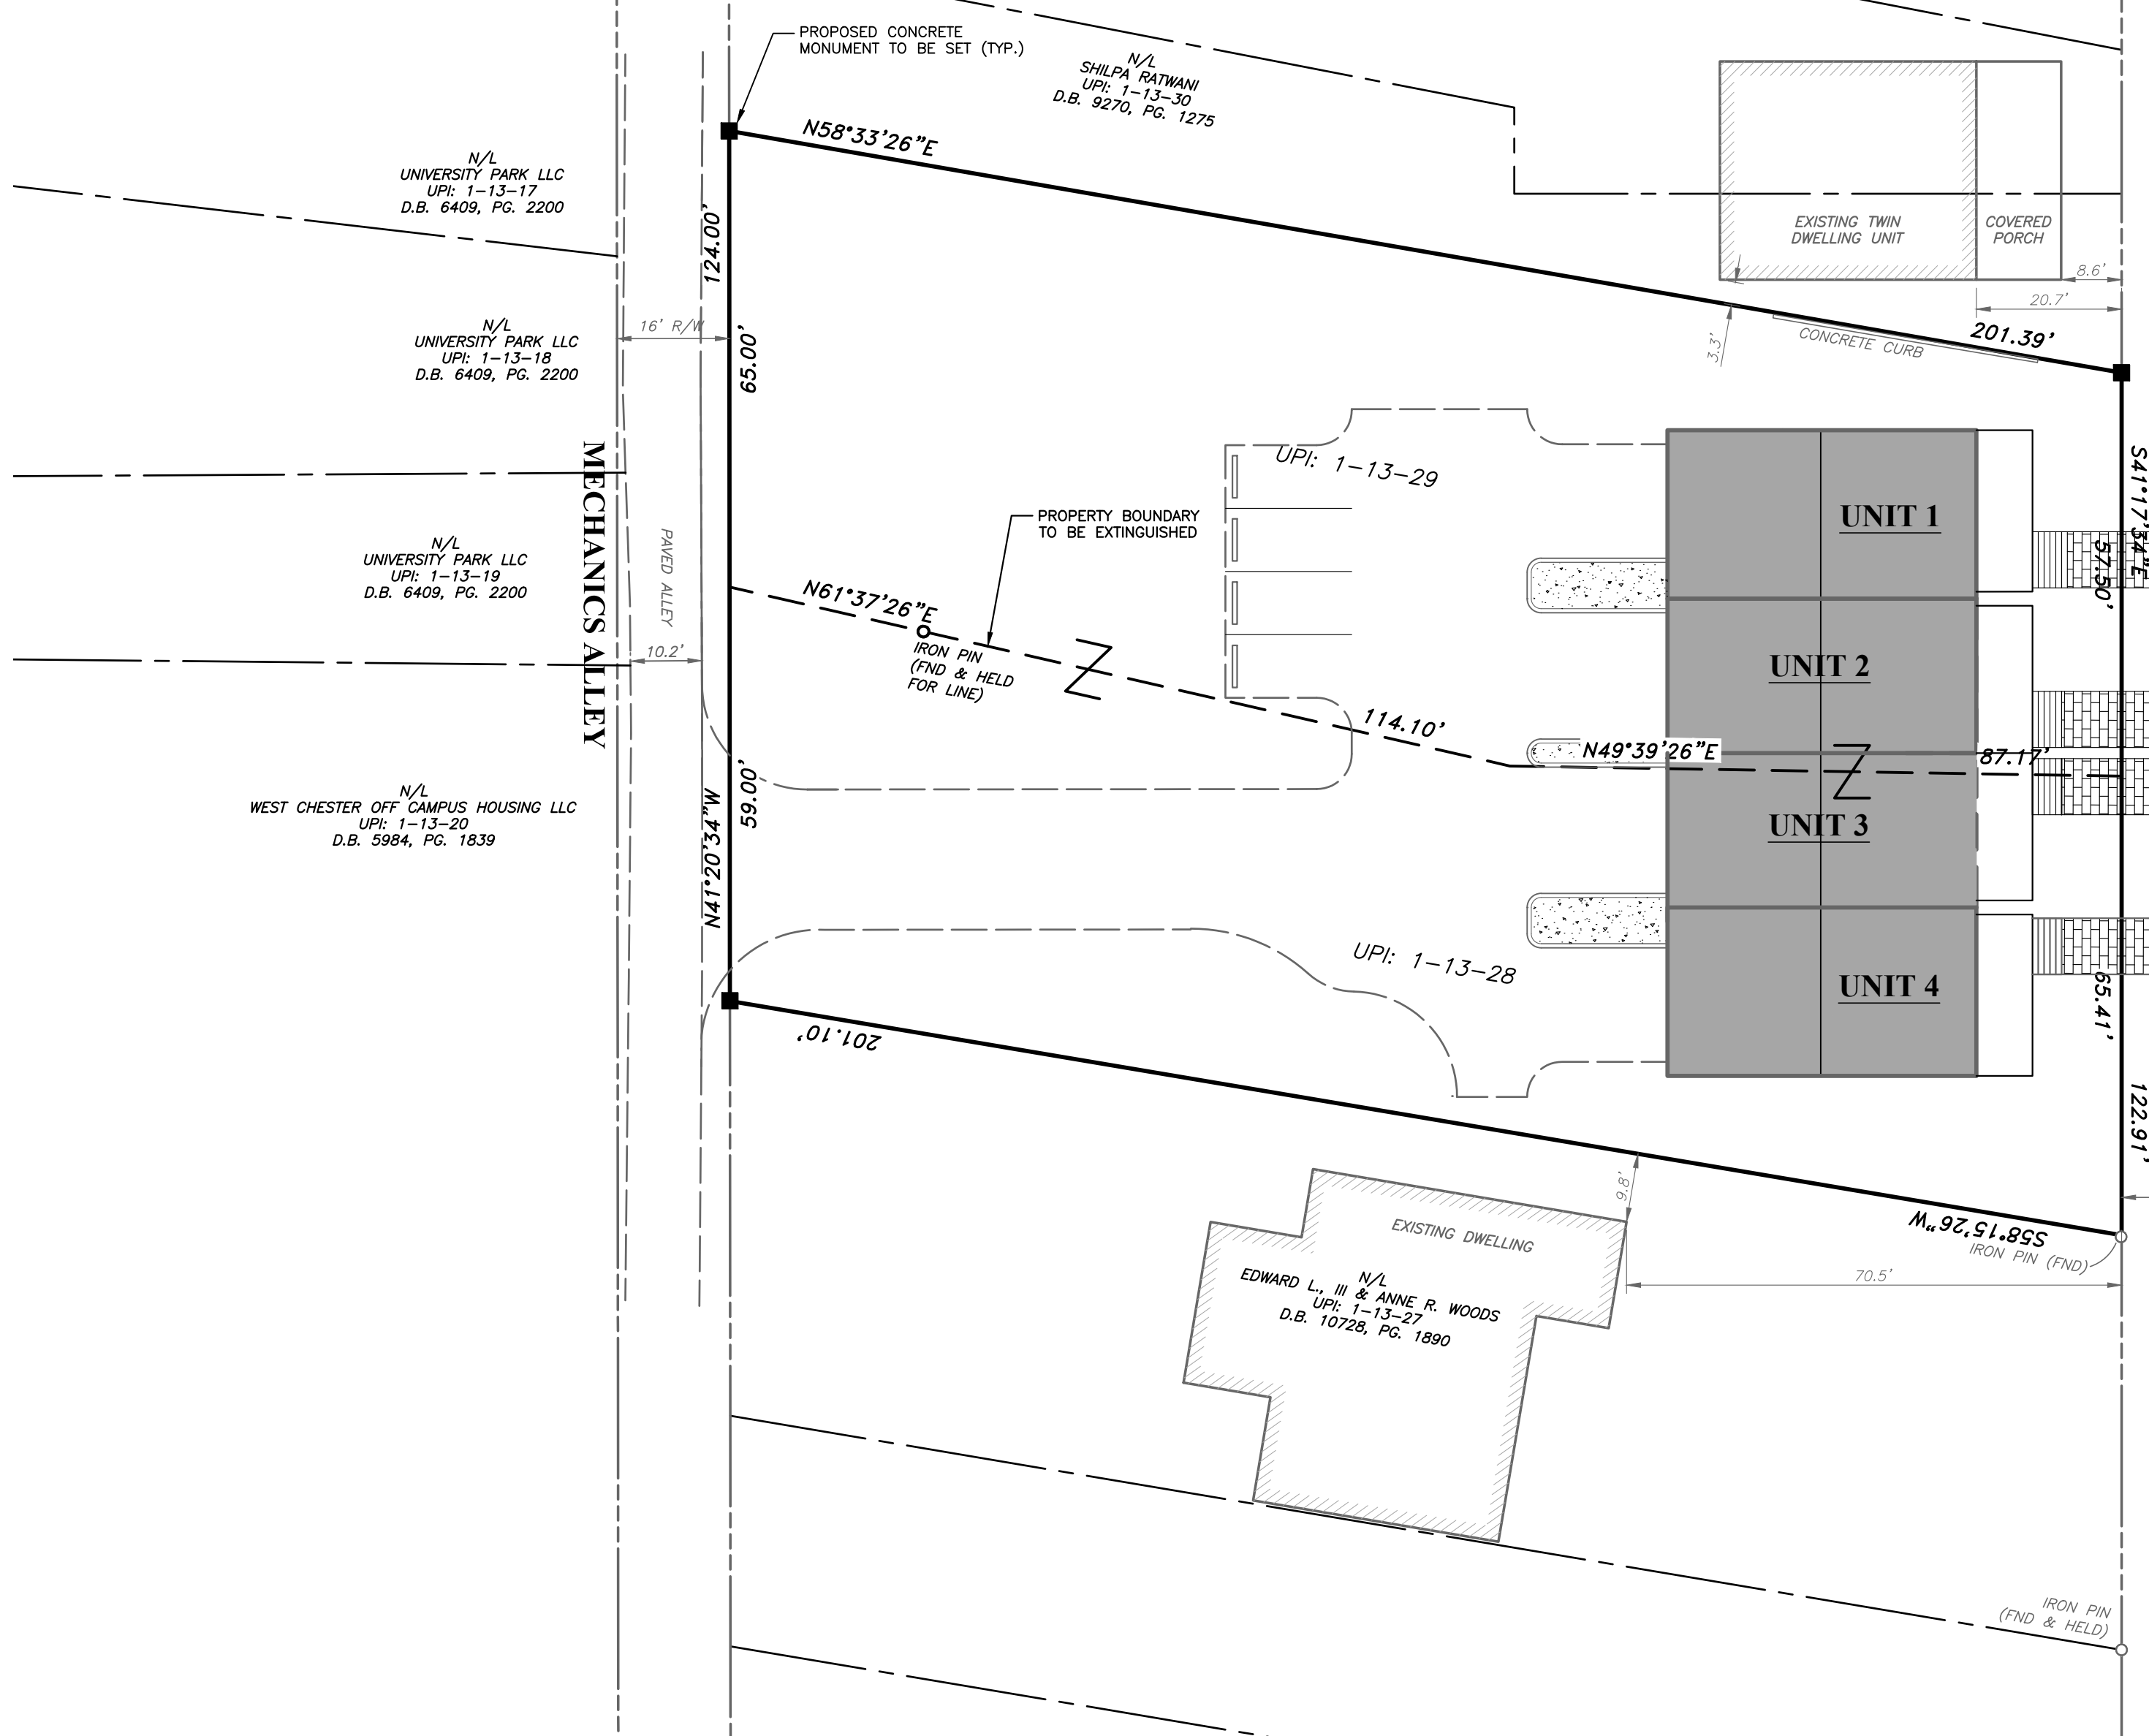 PROPOSED CONCRETE
MONUMENT TO BE SET (TYP.)
N/L
SHILPA RATWANI
UPI: 1-13-30
D.B. 9270, PG. 1275
N58°33'26"E
N/L
UNIVERSITY PARK LLC
UPI: 1-13-17
D.B. 6409, PG. 2200
124.00'
EXISTING TWIN
DWELLING UNIT
COVERED
PORCH
8.6'
20.7'
N/L
UNIVERSITY PARK LLC
UPI: 1-13-18
D.B. 6409, PG. 2200
16' R/W
65.00'
3.3'
CONCRETE CURB
201.39'
MECHANICS ALLEY
UPI: 1-13-29
S41°17'34"E
57.50'
UNIT 1
PROPERTY BOUNDARY
TO BE EXTINGUISHED
N/L
UNIVERSITY PARK LLC
UPI: 1-13-19
D.B. 6409, PG. 2200
PAVED ALLEY
10.2'
N61°37'26"E
IRON PIN
(FND & HELD
FOR LINE)
UNIT 2
114.10'
N49°39'26"E
87.17'
N/L
WEST CHESTER OFF CAMPUS HOUSING LLC
UPI: 1-13-20
D.B. 5984, PG. 1839
59.00'
N41°20'34"W
UNIT 3
UPI: 1-13-28
UNIT 4
65.41'
201.10'
122.91'
9.8'
S58°15'26"W
IRON PIN (FND)
EXISTING DWELLING
70.5'
N/L
EDWARD L., III & ANNE R. WOODS
UPI: 1-13-27
D.B. 10728, PG. 1890
IRON PIN
(FND & HELD)